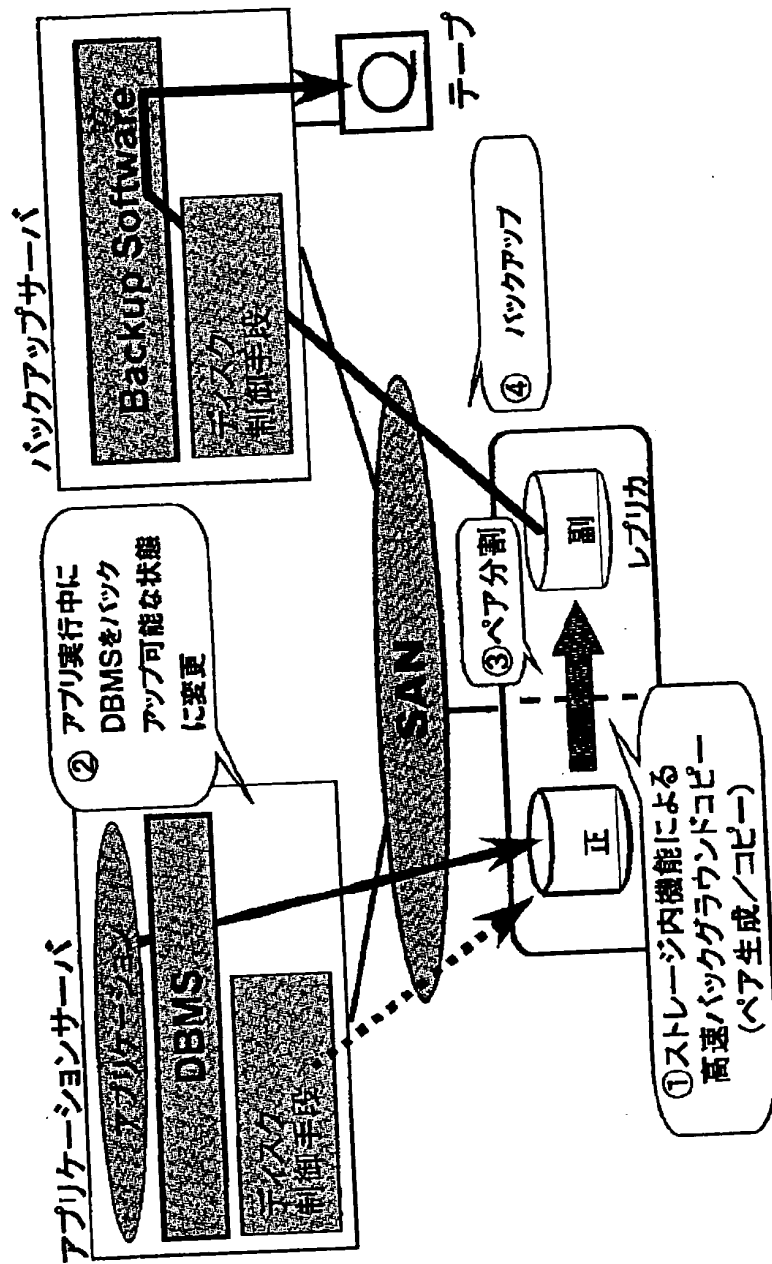 アプリケーションサーバ
アプリケーション
DBMS
ディスク
制御手段
② アプリ実行中に
DBMSをバック
アップ可能な状態
に変更
バックアップサーバ
Backup Software
ディスク
制御手段
テープ
SAN
③ペア分割
④ バックアップ
正
副
レプリカ
①ストレージ内機能による
高速バックグラウンドコピー
(ペア生成/コピー)